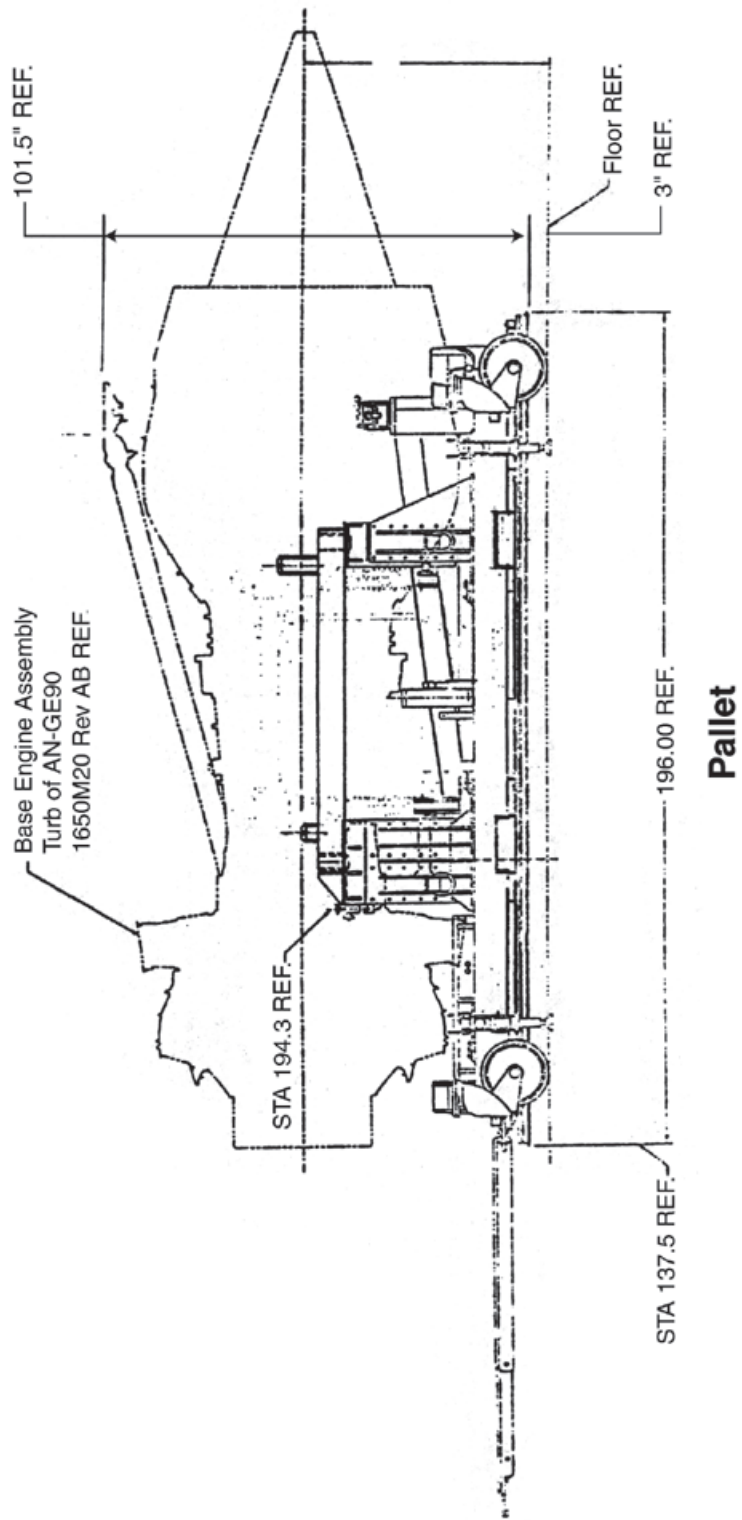 Base Engine Assembly
Turb of AN-GE90
1650M20 Rev AB REF.
101.5" REF.
STA 194.3 REF.
Floor REF.
3" REF.
STA 137.5 REF.
196.00 REF.
Pallet